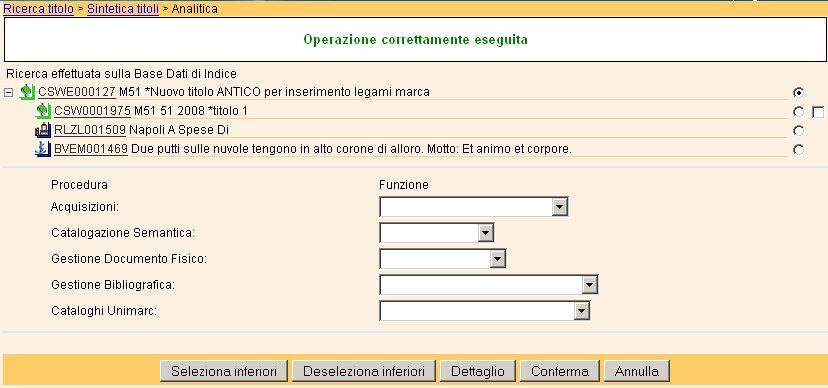 Ricerca titolo > Sintetica titoli > Analitica
Operazione correttamente eseguita
Ricerca effettuata sulla Base Dati di Indice
CSWE000127 M51 *Nuovo titolo ANTICO per inserimento legami marca
CSW0001975 M51 51 2008 *titolo 1
RLZL001509 Napoli A Spese Di
BVEM001469 Due putti sulle nuvole tengono in alto corone di alloro. Motto: Et animo et corpore.
Procedura Funzione
Acquisizioni:
Catalogazione Semantica:
Gestione Documento Fisico:
Gestione Bibliografica:
Cataloghi Unimarc:
Seleziona inferiori Deseleziona inferiori Dettaglio Conferma Annulla